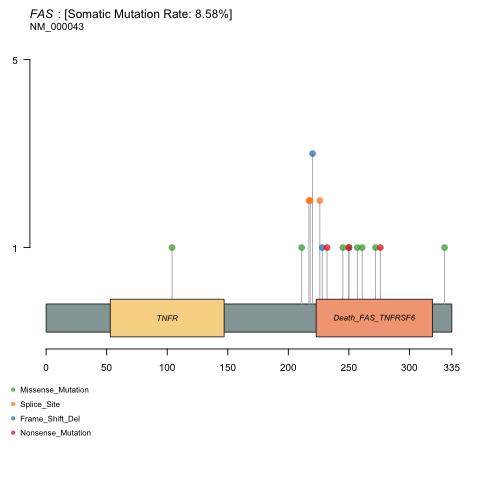 FAS : [Somatic Mutation Rate: 8.58%]
NM_000043
5
1
TNFR
Death_FAS_TNFRSF6
0 50 100 150 200 250 300 335
Missense_Mutation
Splice_Site
Frame_Shift_Del
Nonsense_Mutation